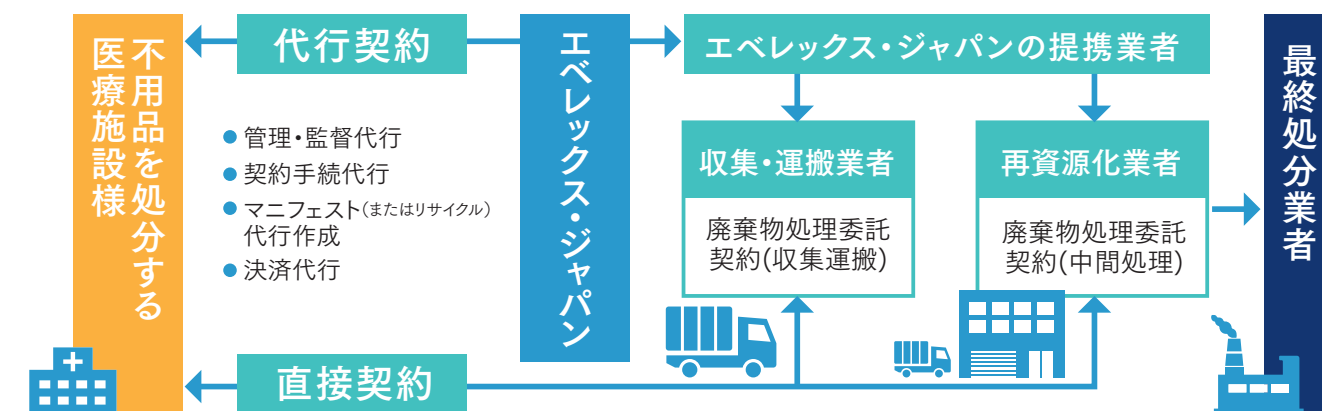 不用品を処分する
医療施設様
代行契約
● 管理・監督代行
● 契約手続代行
● マニフェスト(またはリサイクル)
代行作成
● 決済代行
直接契約
エベレックス・ジャパン
エベレックス・ジャパンの提携業者
収集・運搬業者
廃棄物処理委託
契約(収集運搬)
再資源化業者
廃棄物処理委託
契約(中間処理)
最終処分業者